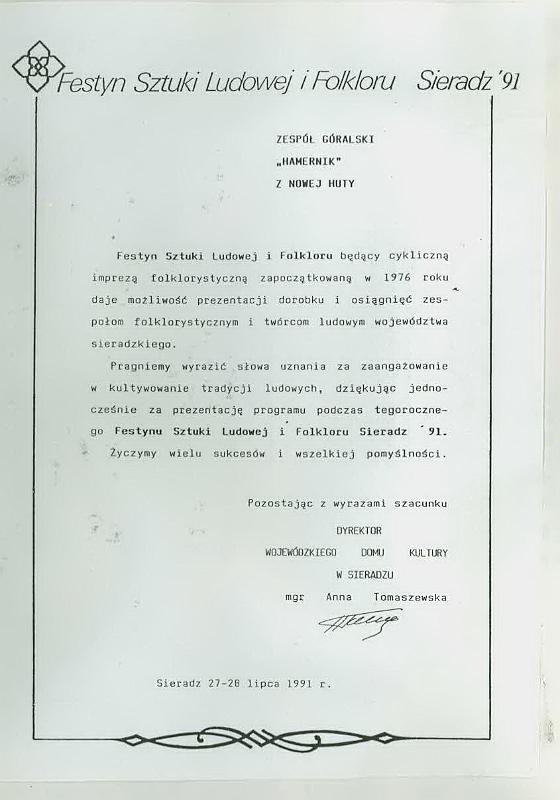 Festyn Sztuki Ludowej i Folkloru Sieradz '91
ZESPÓŁ GÓRALSKI
„HAMERNIK"
Z NOWEJ HUTY
Festyn Sztuki Ludowej i Folkloru będący cykliczną
imprezą folklorystyczną zapoczątkowaną w 1976 roku
daje możliwość prezentacji dorobku i osiągnięć zes-
połom folklorystycznym i twórcom ludowym województwa
sieradzkiego.
Pragniemy wyrazić słowa uznania za zaangażowanie
w kultywowanie tradycji ludowych, dziękując jedno-
cześnie za prezentację programu podczas tegoroczne-
go Festynu Sztuki Ludowej i Folkloru Sieradz '91.
Życzymy wielu sukcesów i wszelkiej pomyślności.
Pozostając z wyrazami szacunku
DYREKTOR
WOJEWÓDZKIEGO DOMU KULTURY
W SIERADZU
mgr Anna Tomaszewska
Sieradz 27-28 lipca 1991 r.